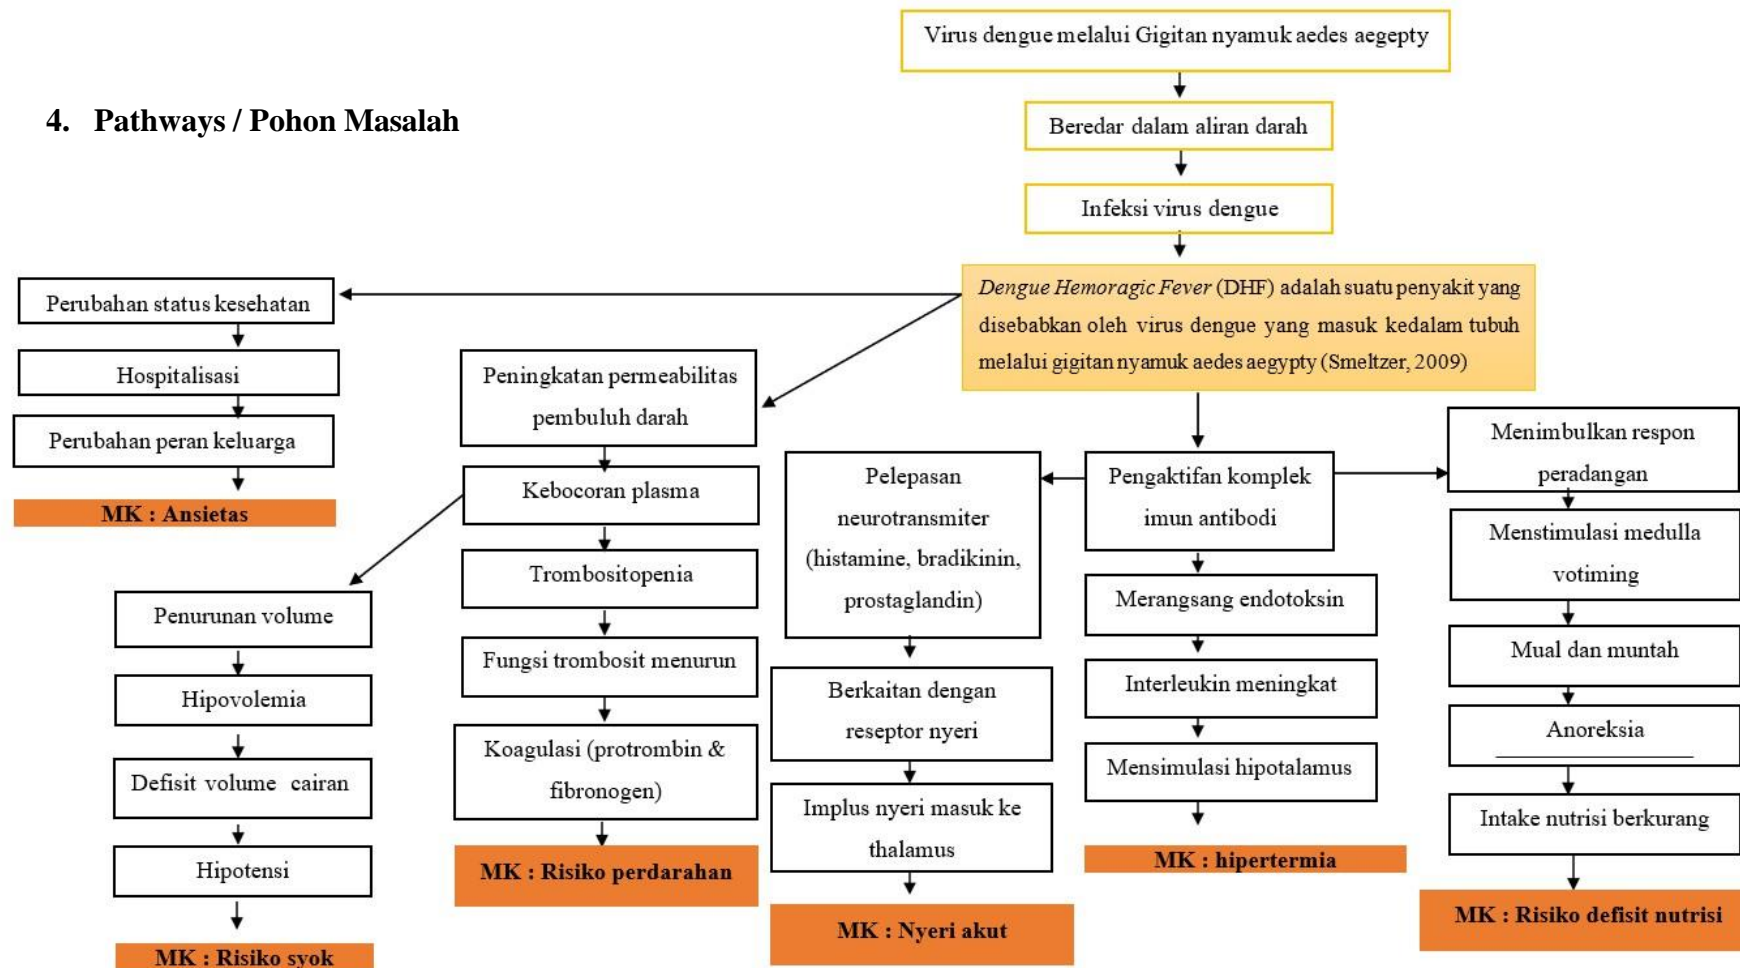 Virus dengue melalui Gigitan nyamuk aedes aegepty
4. Pathways / Pohon Masalah
Beredar dalam aliran darah
Infeksi virus dengue
Dengue Hemoragic Fever (DHF) adalah suatu penyakit yang
disebabkan oleh virus dengue yang masuk kedalam tubuh
melalui gigitan nyamuk aedes aegypty (Smeltzer, 2009)
Perubahan status kesehatan
Hospitalisasi
Perubahan peran keluarga
MK : Ansietas
Peningkatan permeabilitas
pembuluh darah
Kebocoran plasma
Trombositopenia
Fungsi trombosit menurun
Koagulasi (protrombin &
fibronogen)
MK : Risiko perdarahan
Penurunan volume
Hipovolemia
Defisit volume cairan
Hipotensi
MK : Risiko syok
Pelepasan
neurotransmiter
(histamine, bradikinin,
prostaglandin)
Berkaitan dengan
reseptor nyeri
Implus nyeri masuk ke
thalamus
MK : Nyeri akut
Pengaktifan komplek
imun antibodi
Merangsang endotoksin
Interleukin meningkat
Mensimulasi hipotalamus
MK : hipertermia
Menimbulkan respon
peradangan
Menstimulasi medulla
votiming
Mual dan muntah
Anoreksia
Intake nutrisi berkurang
MK : Risiko defisit nutrisi